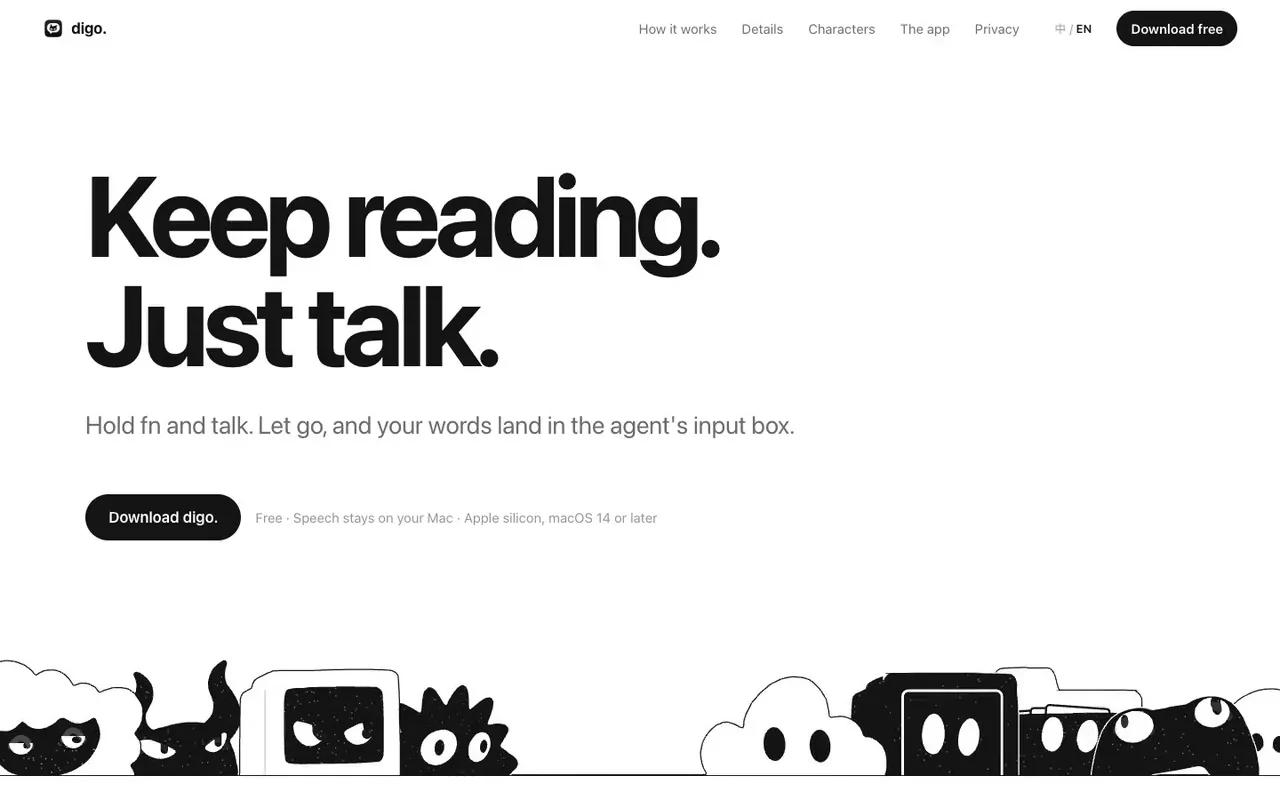 digo.
How it works
Details
Characters
The app
Privacy
中 / EN
Download free
Keep reading.
Just talk.
Hold fn and talk. Let go, and your words land in the agent's input box.
Download digo.
Free · Speech stays on your Mac · Apple silicon, macOS 14 or later